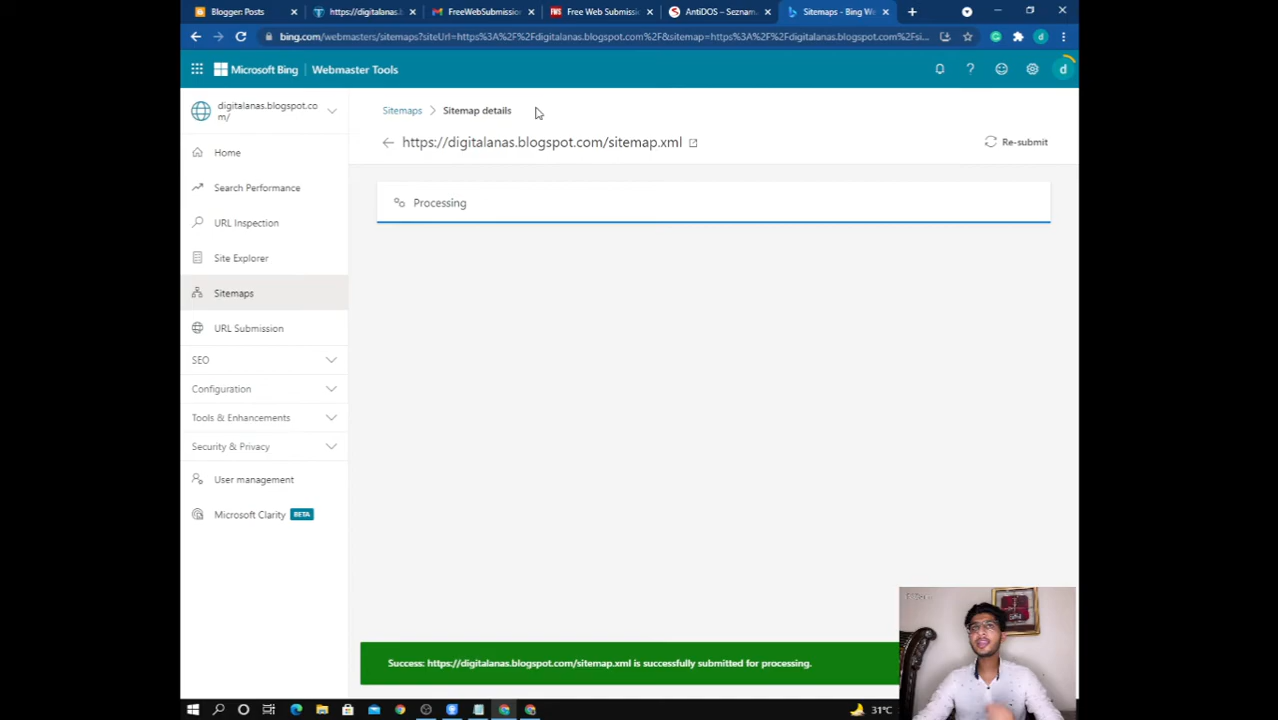 Blogger: Posts
https://digitalanas.b
FreeWebSubmission
Free Web Submissi
AntiDOS – Seznam
Sitemaps - Bing We
bing.com/webmasters/sitemaps?siteUrl=https%3A%2F%2Fdigitalanas.blogspot.com%2F&sitemap=https%3A%2F%2Fdigitalanas.blogspot.com%2Fsi...
d
Microsoft Bing | Webmaster Tools
d
digitalanas.blogspot.co
m/
Home
Search Performance
URL Inspection
Site Explorer
Sitemaps
URL Submission
SEO
Configuration
Tools & Enhancements
Security & Privacy
User management
Microsoft Clarity BETA
Sitemaps > Sitemap details
https://digitalanas.blogspot.com/sitemap.xml
Re-submit
Processing
Success: https://digitalanas.blogspot.com/sitemap.xml is successfully submitted for processing.
31°C